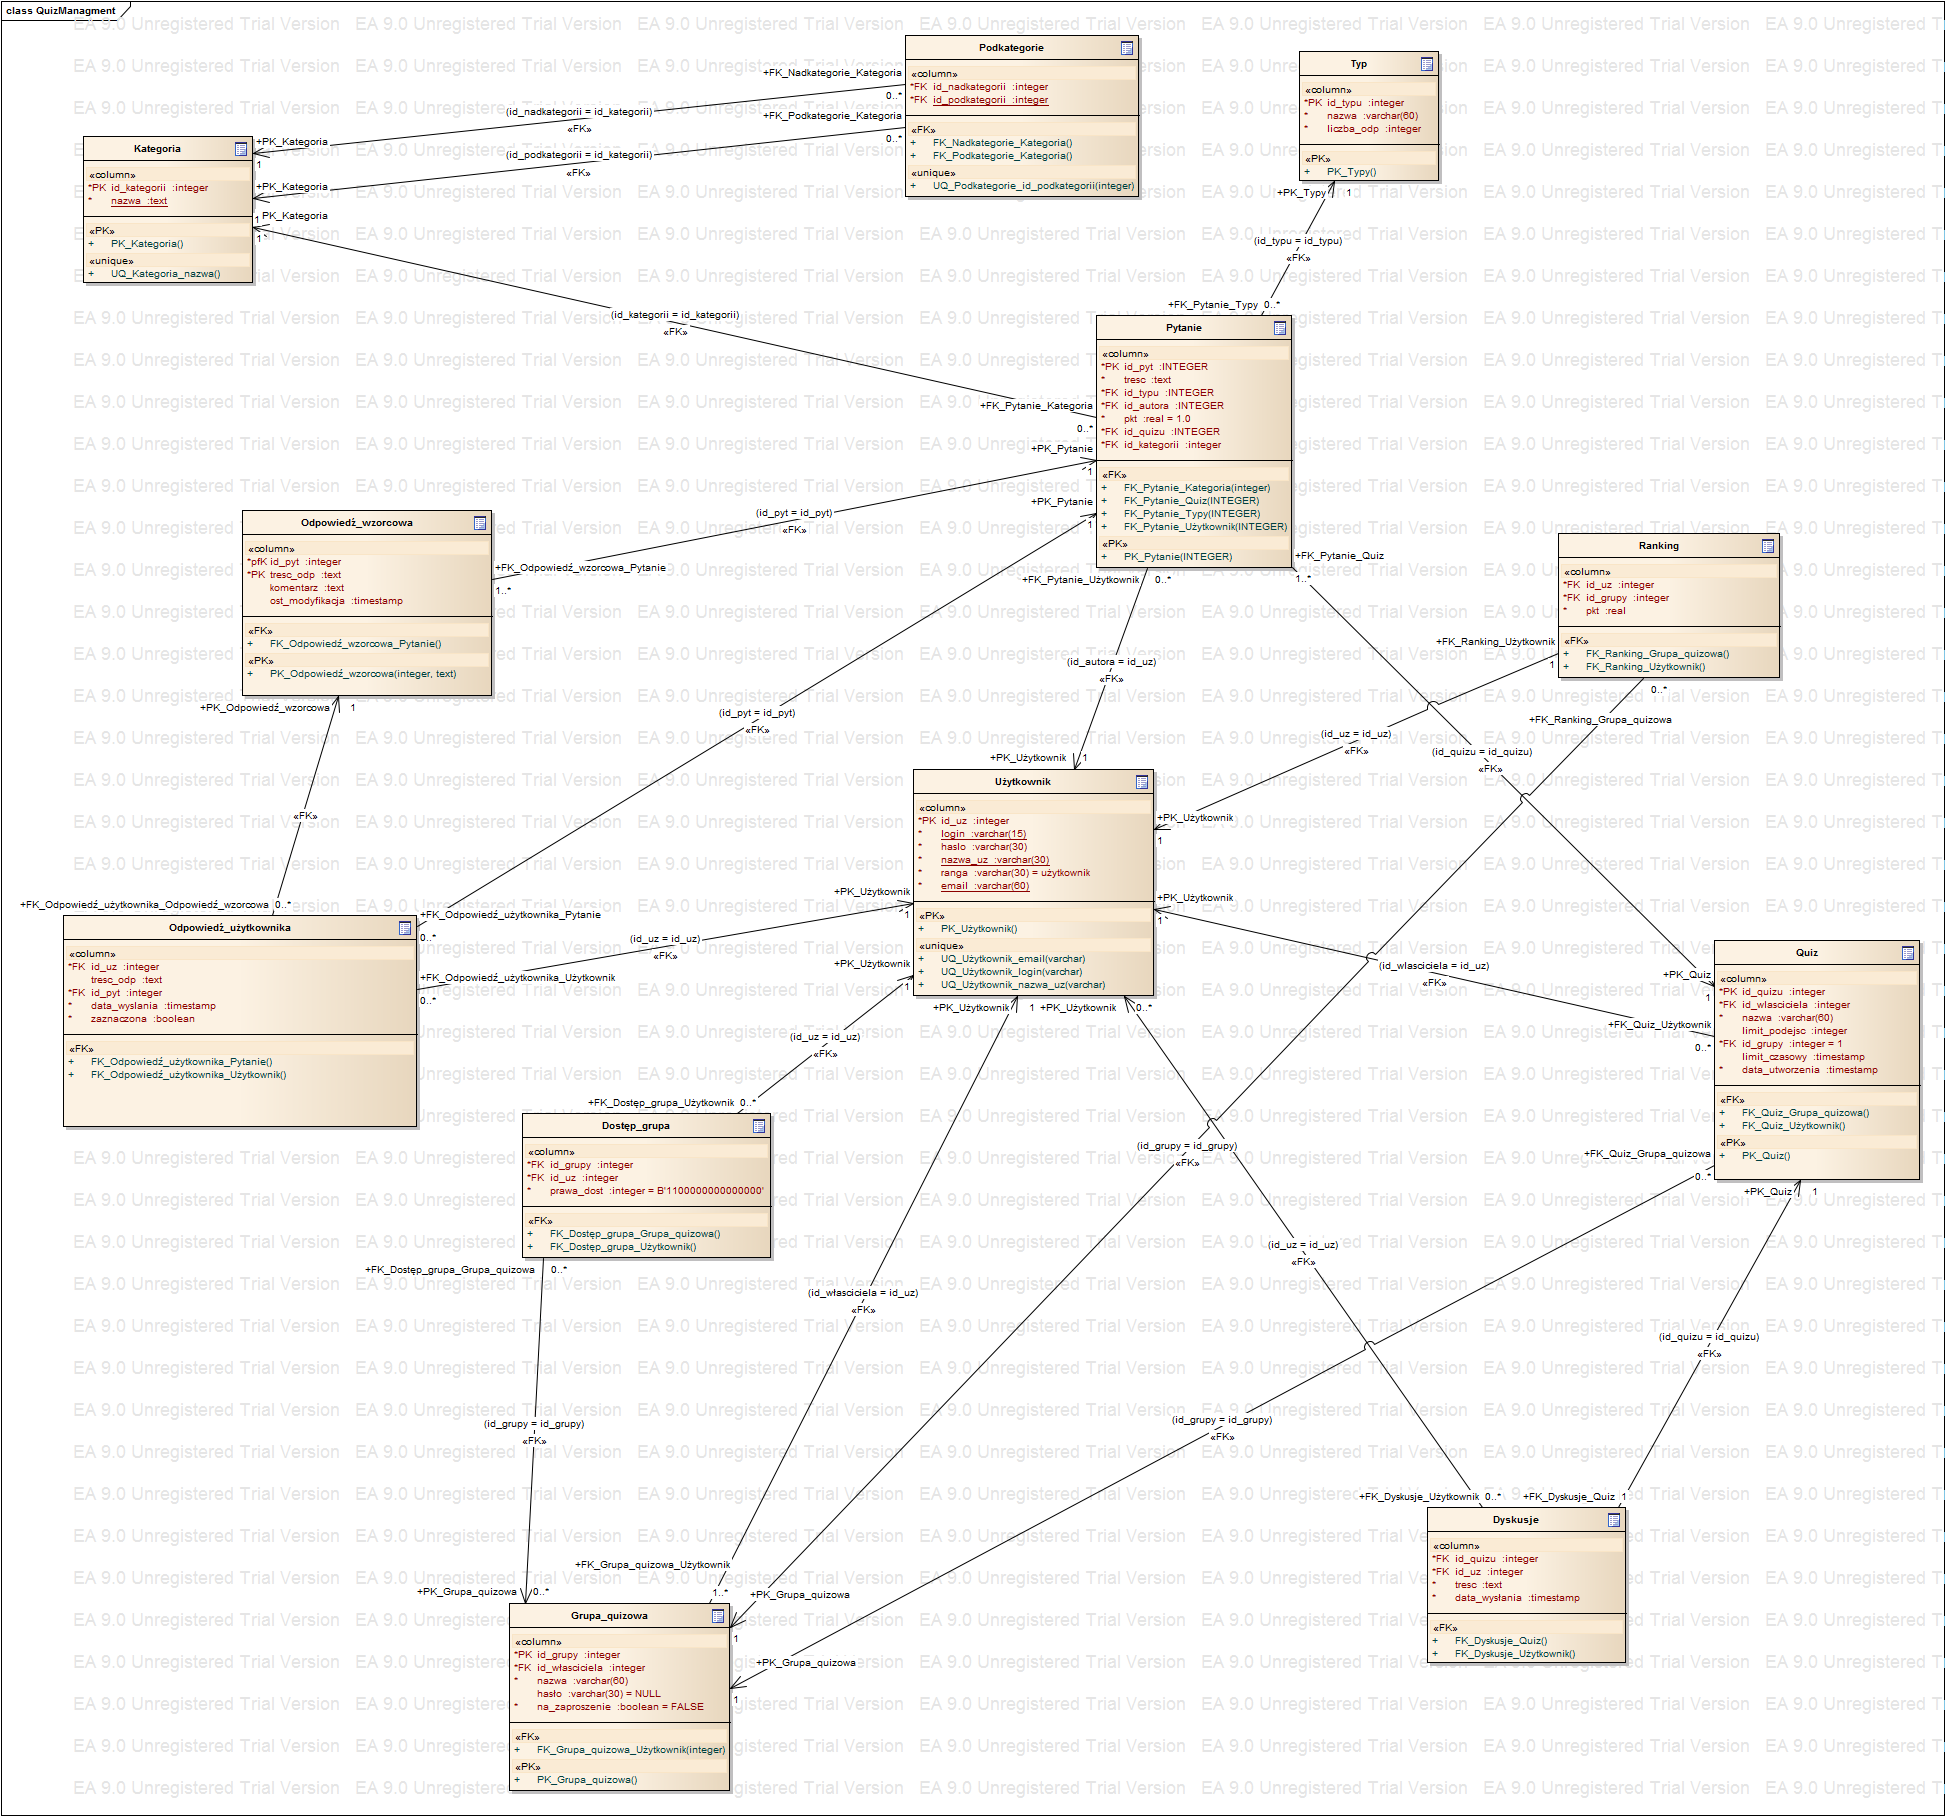 class QuizManagment
EA 9.0 Unregistered Trial Version
Podkategorie
«column»
*FK id_nadkategorii :integer
*FK id_podkategorii :integer
«FK»
+ FK_Nadkategorie_Kategoria()
+ FK_Podkategorie_Kategoria()
«unique»
+ UQ_Podkategorie_id_podkategorii(integer)
Typ
«column»
*PK id_typu :integer
* nazwa :varchar(60)
* liczba_odp :integer
«PK»
+ PK_Typy()
+FK_Nadkategorie_Kategoria
0..*
(id_nadkategorii = id_kategorii)
«FK»
+PK_Kategoria
1
+FK_Podkategorie_Kategoria
0..*
(id_podkategorii = id_kategorii)
«FK»
+PK_Kategoria
1
Kategoria
«column»
*PK id_kategorii :integer
* nazwa :text
«PK»
+ PK_Kategoria()
«unique»
+ UQ_Kategoria_nazwa()
PK_Kategoria
1
(id_kategorii = id_kategorii)
«FK»
+FK_Pytanie_Kategoria
0..*
+PK_Typy 1
(id_typu = id_typu)
«FK»
+FK_Pytanie_Typy 0..*
Pytanie
«column»
*PK id_pyt :INTEGER
* tresc :text
*FK id_typu :INTEGER
*FK id_autora :INTEGER
* pkt :real = 1.0
*FK id_quizu :INTEGER
*FK id_kategorii :integer
«FK»
+ FK_Pytanie_Kategoria(integer)
+ FK_Pytanie_Quiz(INTEGER)
+ FK_Pytanie_Typy(INTEGER)
+ FK_Pytanie_Użytkownik(INTEGER)
«PK»
+ PK_Pytanie(INTEGER)
+PK_Pytanie
1
(id_pyt = id_pyt)
«FK»
+FK_Odpowiedź_wzorcowa_Pytanie
1..*
Odpowiedź_wzorcowa
«column»
*pfK id_pyt :integer
*PK tresc_odp :text
komentarz :text
ost_modyfikacja :timestamp
«FK»
+ FK_Odpowiedź_wzorcowa_Pytanie()
«PK»
+ PK_Odpowiedź_wzorcowa(integer, text)
+PK_Pytanie
1
(id_pyt = id_pyt)
«FK»
+FK_Odpowiedź_użytkownika_Pytanie
0..*
+PK_Odpowiedź_wzorcowa 1
«FK»
+FK_Odpowiedź_użytkownika_Odpowiedź_wzorcowa 0..*
+FK_Pytanie_Użytkownik 0..*
(id_autora = id_uz)
«FK»
+PK_Użytkownik 1
+FK_Pytanie_Quiz
1..*
(id_quizu = id_quizu)
«FK»
+PK_Quiz
1
Ranking
«column»
*FK id_uz :integer
*FK id_grupy :integer
* pkt :real
«FK»
+ FK_Ranking_Grupa_quizowa()
+ FK_Ranking_Użytkownik()
+FK_Ranking_Użytkownik
1
(id_uz = id_uz)
«FK»
+PK_Użytkownik
1
0..*
+FK_Ranking_Grupa_quizowa
(id_grupy = id_grupy)
«FK»
+PK_Grupa_quizowa
1
Użytkownik
«column»
*PK id_uz :integer
* login :varchar(15)
* haslo :varchar(30)
* nazwa_uz :varchar(30)
* ranga :varchar(30) = użytkownik
* email :varchar(60)
«PK»
+ PK_Użytkownik()
«unique»
+ UQ_Użytkownik_email(varchar)
+ UQ_Użytkownik_login(varchar)
+ UQ_Użytkownik_nazwa_uz(varchar)
Odpowiedź_użytkownika
«column»
*FK id_uz :integer
tresc_odp :text
*FK id_pyt :integer
* data_wysłania :timestamp
* zaznaczona :boolean
«FK»
+ FK_Odpowiedź_użytkownika_Pytanie()
+ FK_Odpowiedź_użytkownika_Użytkownik()
+PK_Użytkownik
1
(id_uz = id_uz)
«FK»
+FK_Odpowiedź_użytkownika_Użytkownik
0..*
+PK_Użytkownik
1
(id_uz = id_uz)
«FK»
+FK_Dostęp_grupa_Użytkownik 0..*
+PK_Użytkownik
1
(id_wlasciciela = id_uz)
«FK»
+FK_Quiz_Użytkownik
0..*
Quiz
«column»
*PK id_quizu :integer
*FK id_wlasciciela :integer
* nazwa :varchar(60)
limit_podejsc :integer
*FK id_grupy :integer = 1
limit_czasowy :timestamp
* data_utworzenia :timestamp
«FK»
+ FK_Quiz_Grupa_quizowa()
+ FK_Quiz_Użytkownik()
«PK»
+ PK_Quiz()
Dostęp_grupa
«column»
*FK id_grupy :integer
*FK id_uz :integer
* prawa_dost :integer = B'1100000000000000'
«FK»
+ FK_Dostęp_grupa_Grupa_quizowa()
+ FK_Dostęp_grupa_Użytkownik()
+FK_Dostęp_grupa_Grupa_quizowa 0..*
(id_grupy = id_grupy)
«FK»
+PK_Grupa_quizowa 0..*
+PK_Użytkownik 1
(id_własciciela = id_uz)
«FK»
+FK_Grupa_quizowa_Użytkownik
1..*
+PK_Użytkownik 0..*
(id_uz = id_uz)
«FK»
+FK_Dyskusje_Użytkownik 0..*
+FK_Quiz_Grupa_quizowa
0..*
(id_grupy = id_grupy)
«FK»
+PK_Grupa_quizowa
1
+PK_Quiz 1
(id_quizu = id_quizu)
«FK»
+FK_Dyskusje_Quiz 1
Dyskusje
«column»
*FK id_quizu :integer
*FK id_uz :integer
* tresc :text
* data_wysłania :timestamp
«FK»
+ FK_Dyskusje_Quiz()
+ FK_Dyskusje_Użytkownik()
Grupa_quizowa
«column»
*PK id_grupy :integer
*FK id_własciciela :integer
* nazwa :varchar(60)
hasło :varchar(30) = NULL
* na_zaproszenie :boolean = FALSE
«FK»
+ FK_Grupa_quizowa_Użytkownik(integer)
«PK»
+ PK_Grupa_quizowa()